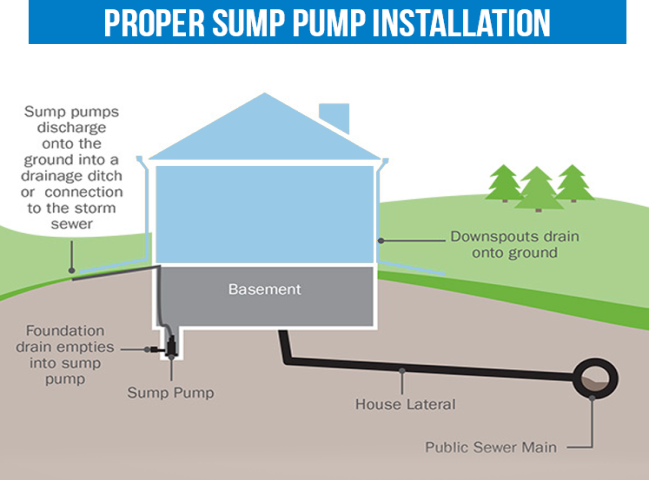 PROPER SUMP PUMP INSTALLATION
Sump pumps
discharge
onto the
ground into a
drainage ditch
or connection
to the storm
sewer
Downspouts drain
onto ground
Basement
Foundation
drain empties
into sump
pump
Sump Pump
House Lateral
Public Sewer Main